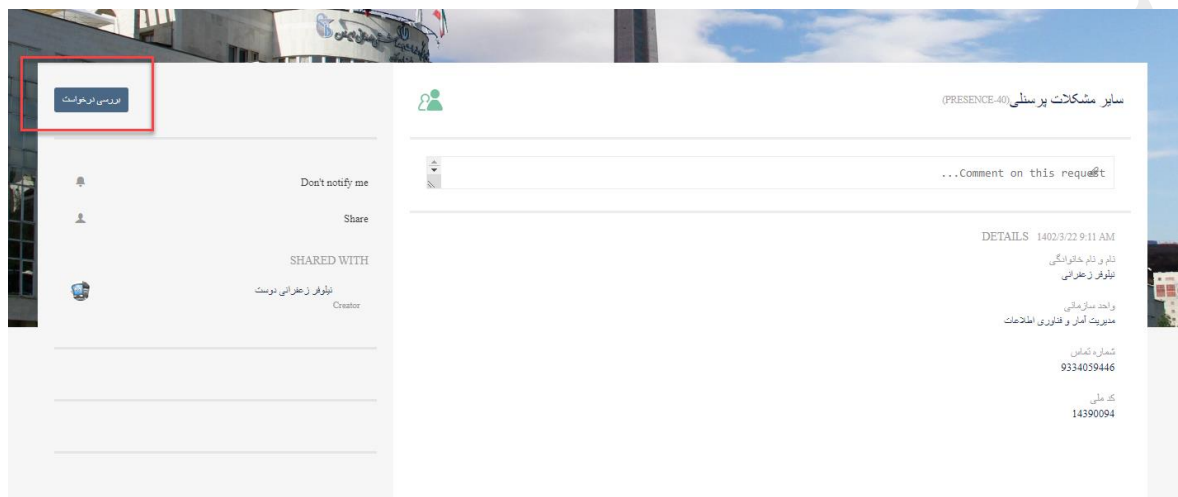 سایر مشکلات پرسنلی(PRESENCE-40)
بررسی درخواست
...Comment on this request
Don't notify me
Share
SHARED WITH
نیلوفر زعفرانی دوست
Creator
DETAILS 1402/3/22 9:11 AM
نام و نام خانوادگی
نیلوفر زعفرانی
واحد سازمانی
مدیریت آمار و فناوری اطلاعات
شماره تماس
9334059446
کد ملی
14390094